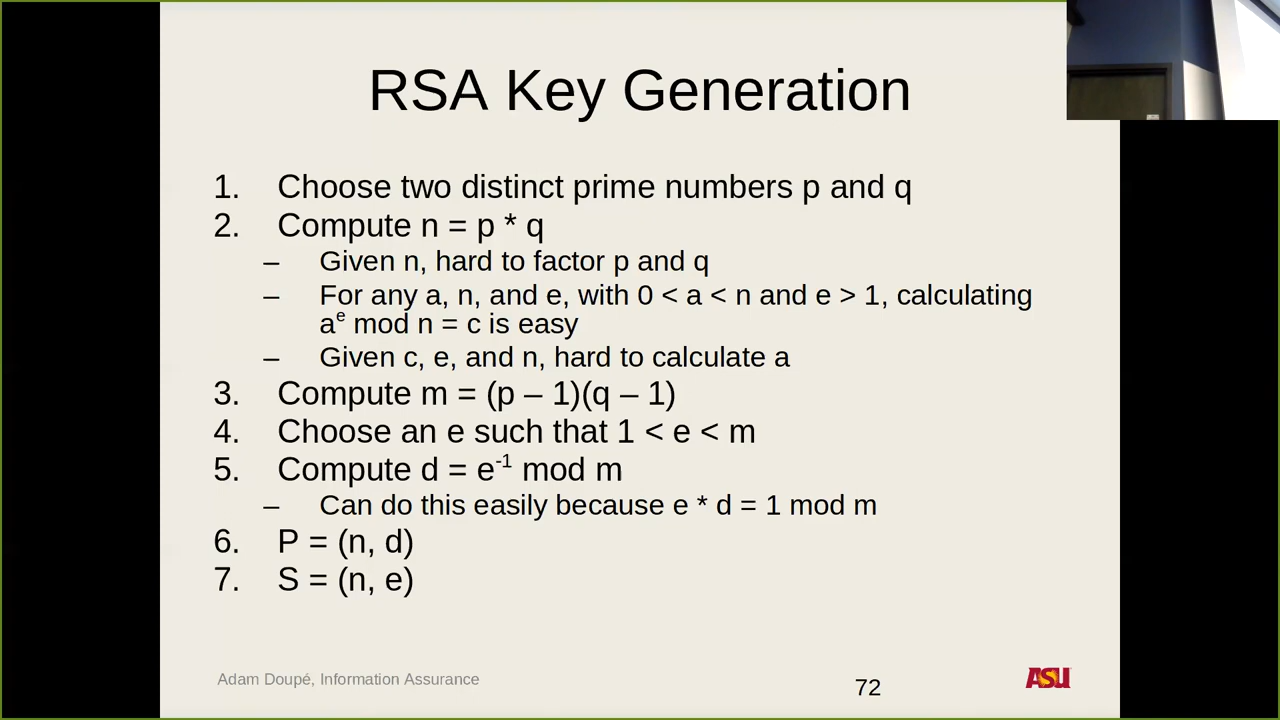 RSA Key Generation
1. Choose two distinct prime numbers p and q
2. Compute n = p * q
– Given n, hard to factor p and q
– For any a, n, and e, with 0 < a < n and e > 1, calculating
aᵉ mod n = c is easy
– Given c, e, and n, hard to calculate a
3. Compute m = (p – 1)(q – 1)
4. Choose an e such that 1 < e < m
5. Compute d = e⁻¹ mod m
– Can do this easily because e * d = 1 mod m
6. P = (n, d)
7. S = (n, e)
Adam Doupé, Information Assurance
72
ASU